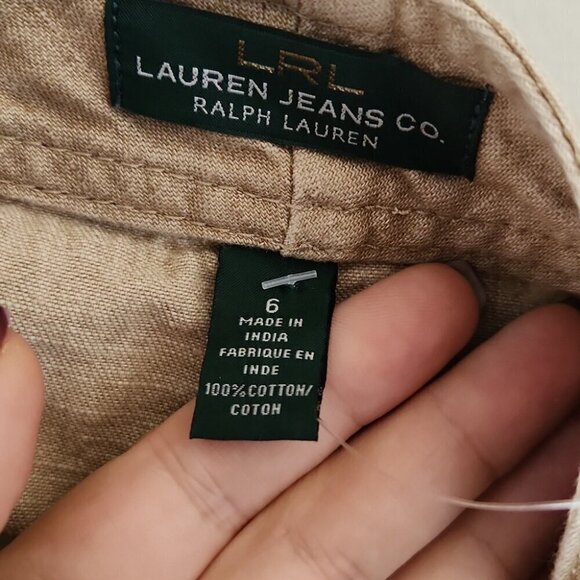 LRL
LAUREN JEANS CO.
RALPH LAUREN
6
MADE IN
INDIA
FABRIQUE EN
INDE
100% COTTON/
COTON